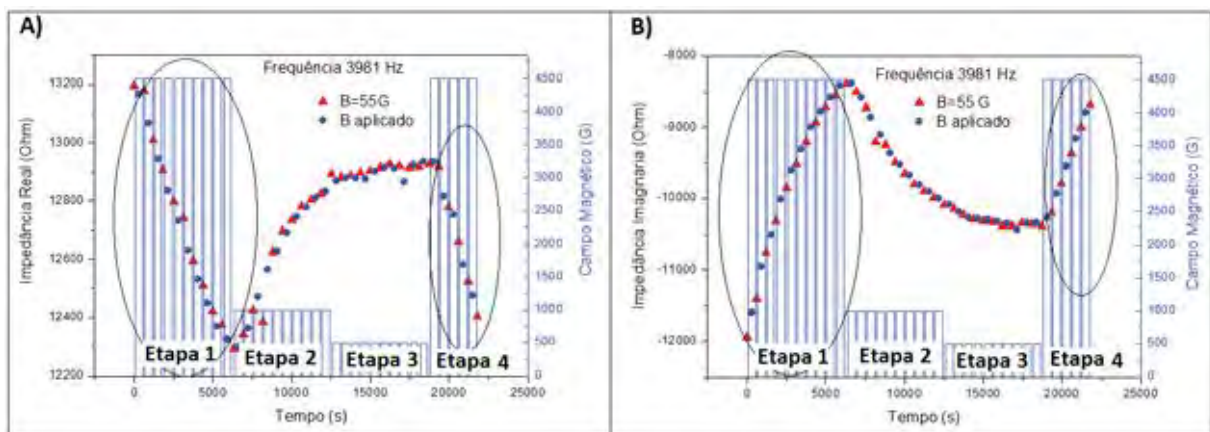 A)
Frequência 3981 Hz
B=55G
B aplicado
Impedância Real (Ohm)
13200
13000
12800
12600
12400
12200
Campo Magnético (G)
4500
4000
3500
3000
2500
2000
1500
1000
500
0
Etapa 1
Etapa 2
Etapa 3
Etapa 4
0
5000
10000
15000
20000
25000
Tempo (s)
B)
Frequência 3981 Hz
B=55 G
B aplicado
Impedância Imaginaria (Ohm)
-8000
-9000
-10000
-11000
-12000
Campo Magnético (G)
4500
4000
3500
3000
2500
2000
1500
1000
500
0
Etapa 1
Etapa 2
Etapa 3
Etapa 4
0
5000
10000
15000
20000
25000
Tempo (s)